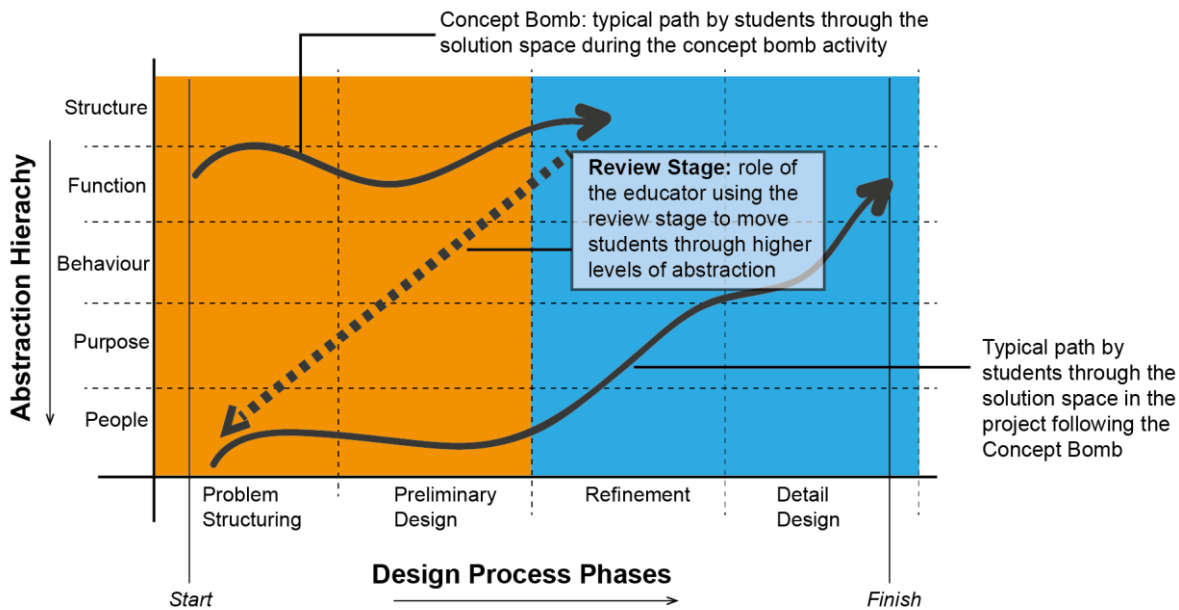 Concept Bomb: typical path by students through the
solution space during the concept bomb activity
Structure
Function
Behaviour
Purpose
People
Abstraction Hierachy
Review Stage: role of
the educator using the
review stage to move
students through higher
levels of abstraction
Typical path by
students through the
solution space in the
project following the
Concept Bomb
Problem
Structuring
Preliminary
Design
Refinement
Detail
Design
Design Process Phases
Start
Finish